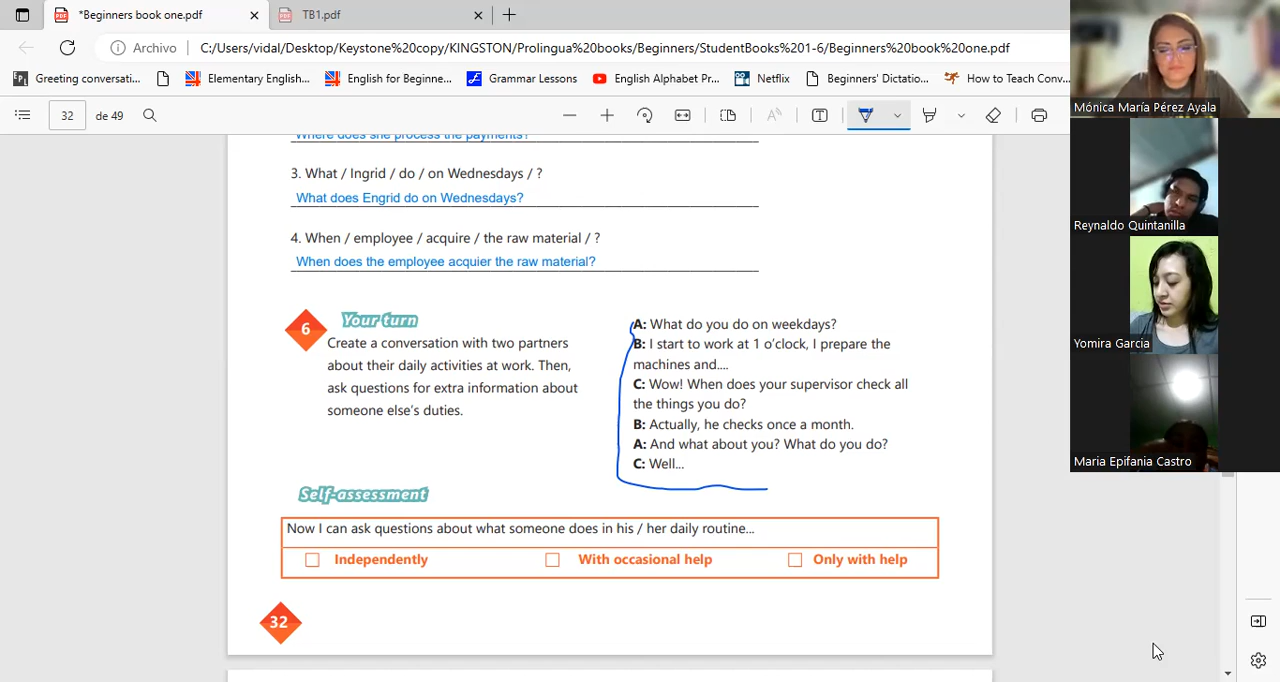 *Beginners book one.pdf
TB1.pdf
Archivo
C:/Users/vidal/Desktop/Keystone%20copy/KINGSTON/Prolingua%20books/Beginners/StudentBooks%201-6/Beginners%20book%20one.pdf
Greeting conversati...
Elementary English...
English for Beginne...
Grammar Lessons
English Alphabet Pr...
Netflix
Beginners' Dictatio...
How to Teach Conv...
32 de 49
Where does she process the payments?
3. What / Ingrid / do / on Wednesdays / ?
What does Engrid do on Wednesdays?
4. When / employee / acquire / the raw material / ?
When does the employee acquier the raw material?
6
Your turn
Create a conversation with two partners
about their daily activities at work. Then,
ask questions for extra information about
someone else's duties.
A: What do you do on weekdays?
B: I start to work at 1 o'clock, I prepare the
machines and....
C: Wow! When does your supervisor check all
the things you do?
B: Actually, he checks once a month.
A: And what about you? What do you do?
C: Well...
Self-assessment
Now I can ask questions about what someone does in his / her daily routine...
Independently
With occasional help
Only with help
32
Mónica María Pérez Ayala
Reynaldo Quintanilla
Yomira Garcia
Maria Epifania Castro